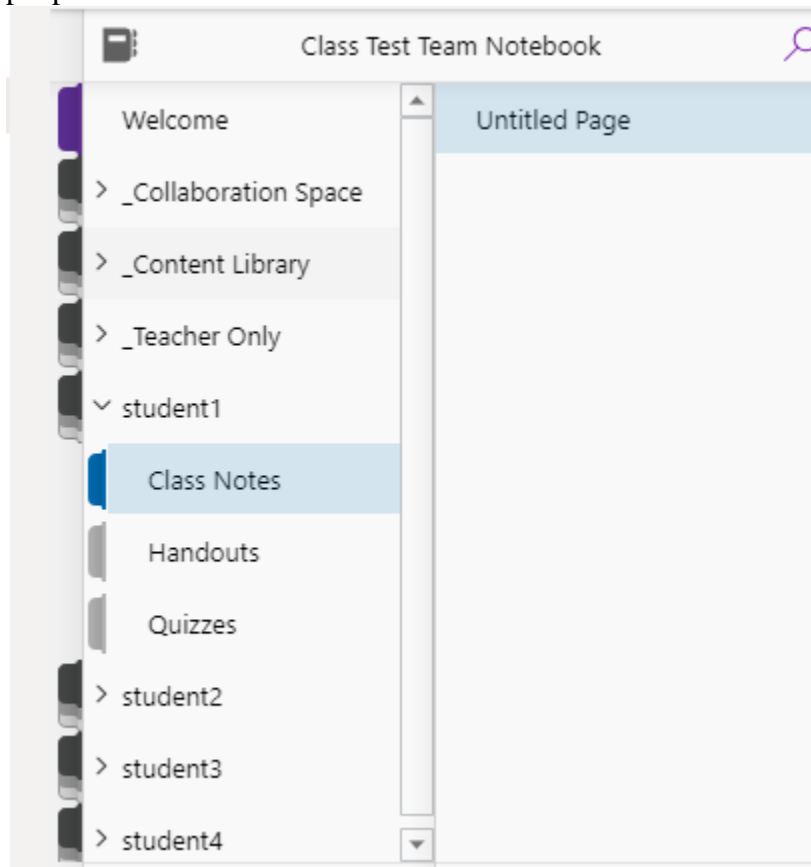 Class Test Team Notebook
Welcome
_Collaboration Space
_Content Library
_Teacher Only
student1
Class Notes
Handouts
Quizzes
student2
student3
student4
Untitled Page